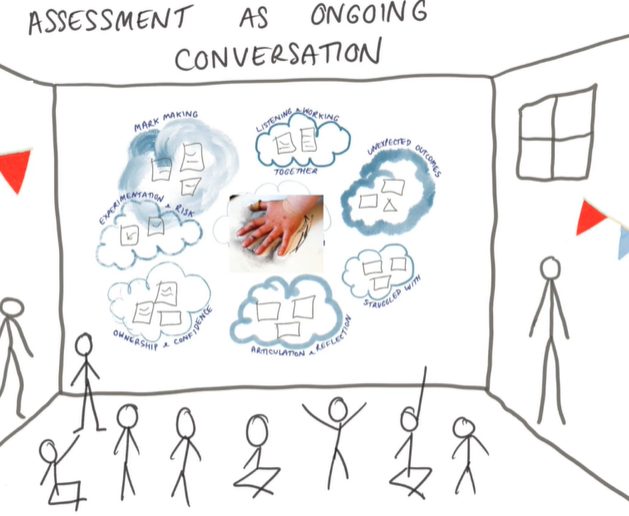 ASSESSMENT AS ONGOING
CONVERSATION
MARK MAKING
LISTENING & WORKING
TOGETHER
UNEXPECTED OUTCOMES
EXPERIMENTATION & RISK
STRUGGLED WITH
OWNERSHIP & CONFIDENCE
ARTICULATION & REFLECTION